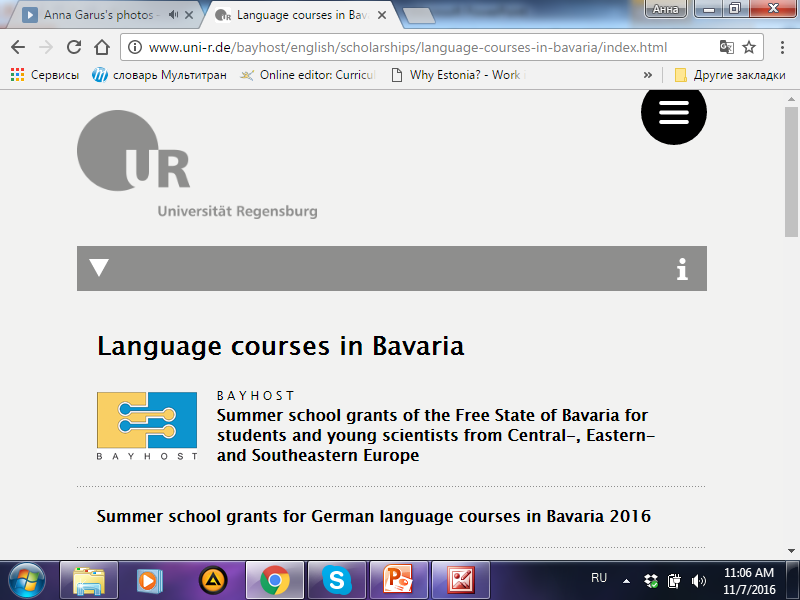 Anna Garus's photos -
Language courses in Bava
Анна
www.uni-r.de/bayhost/english/scholarships/language-courses-in-bavaria/index.html
Сервисы
словарь Мультитран
Online editor: Curricul
Why Estonia? - Work
»
Другие закладки
UR
Universität Regensburg
i
Language courses in Bavaria
BAYHOST
BAYHOST
Summer school grants of the Free State of Bavaria for
students and young scientists from Central-, Eastern-
and Southeastern Europe
Summer school grants for German language courses in Bavaria 2016
RU
11:06 AM
11/7/2016